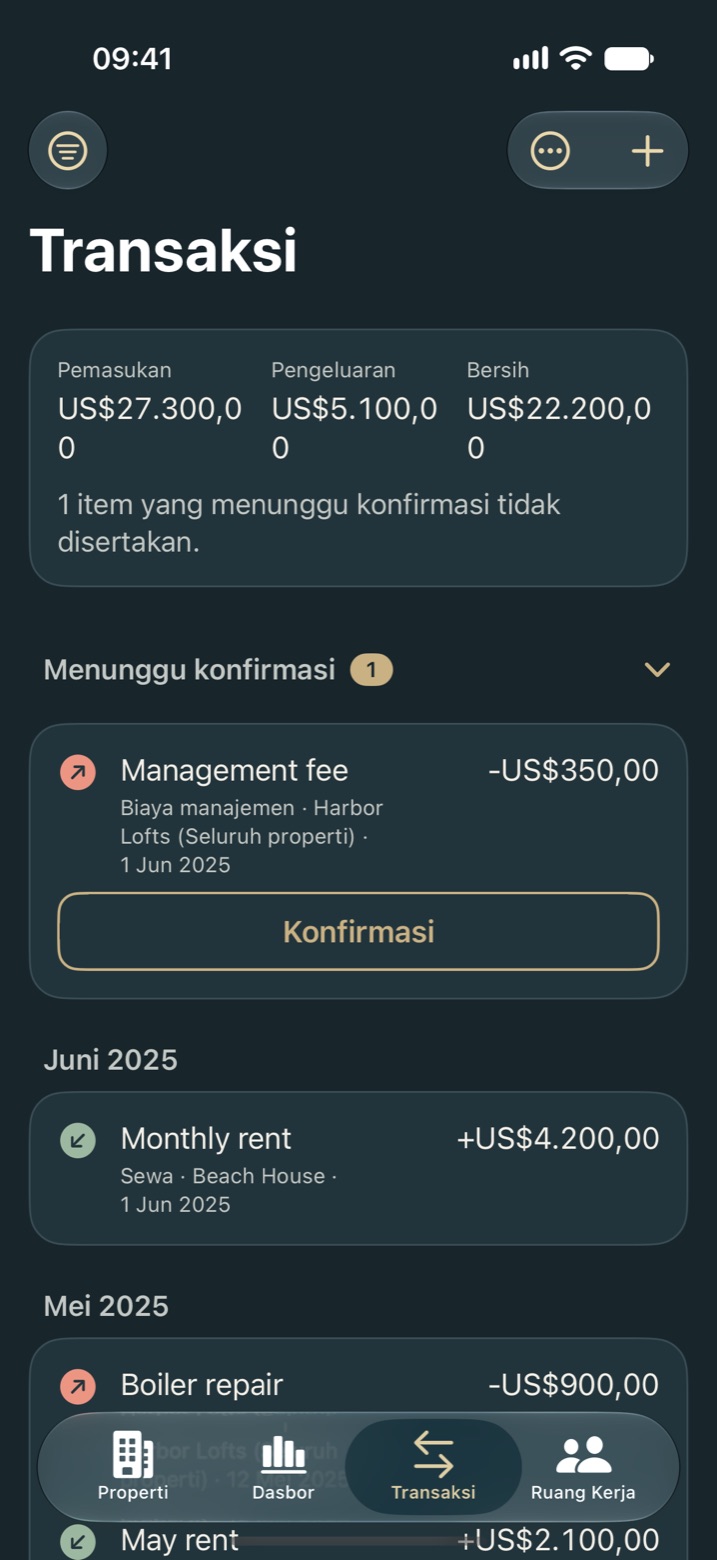 09:41
Transaksi
Pemasukan
US$27.300,0
0
Pengeluaran
US$5.100,0
0
Bersih
US$22.200,0
0
1 item yang menunggu konfirmasi tidak
disertakan.
Menunggu konfirmasi 1
Management fee -US$350,00
Biaya manajemen · Harbor
Lofts (Seluruh properti) ·
1 Jun 2025
Konfirmasi
Juni 2025
Monthly rent +US$4.200,00
Sewa · Beach House ·
1 Jun 2025
Mei 2025
Boiler repair -US$900,00
Properti Dasbor Transaksi Ruang Kerja
May rent +US$2.100,00